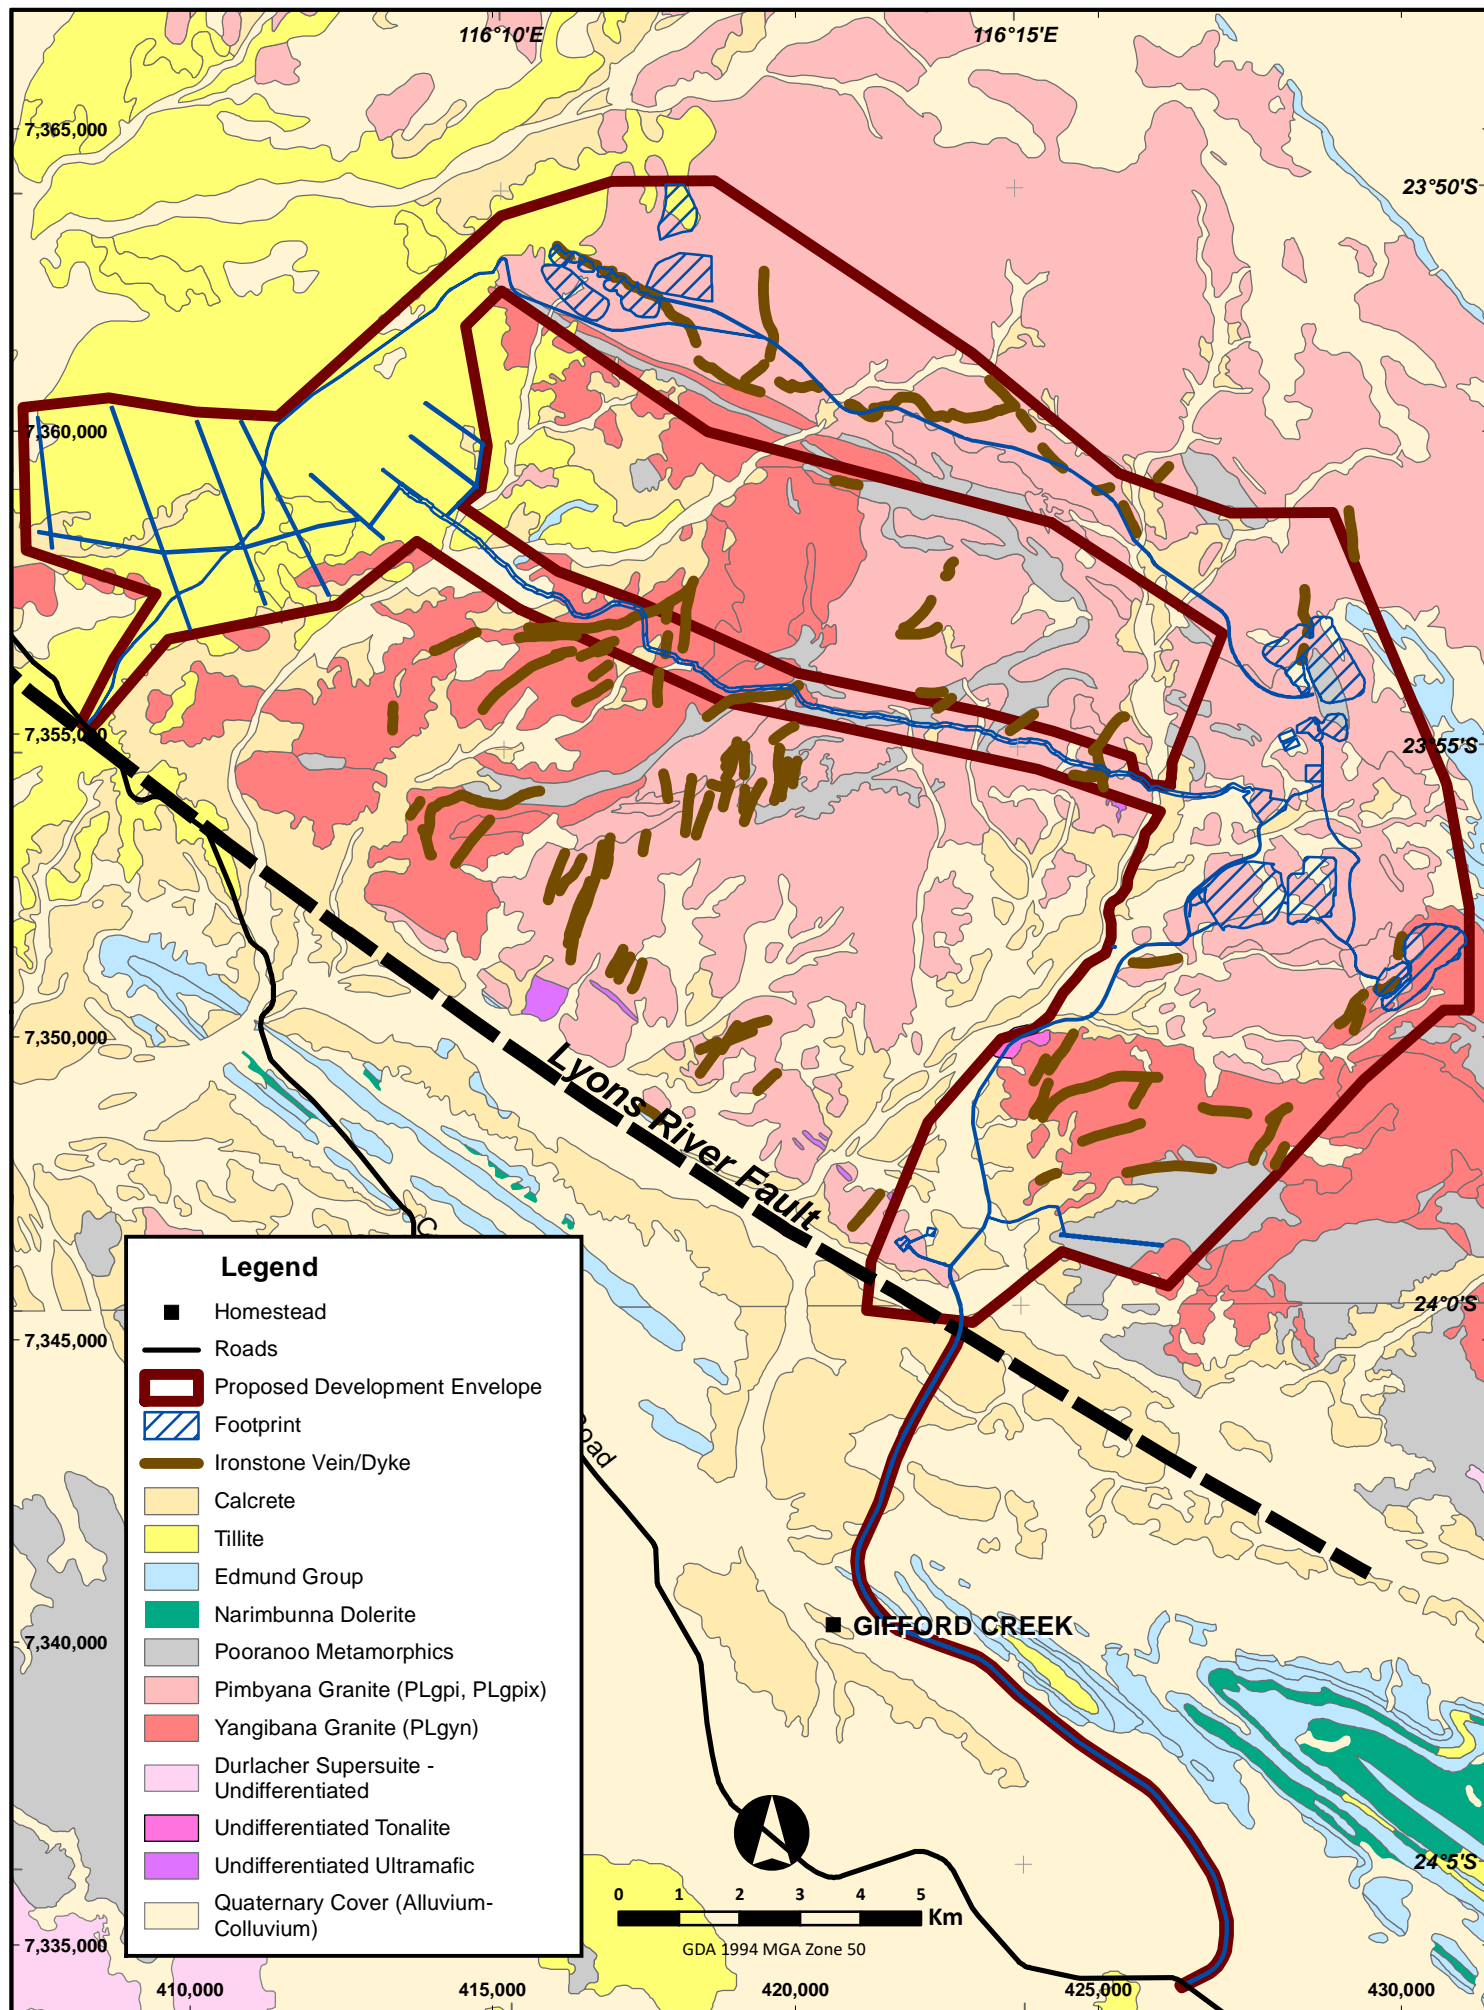 116°10'E
116°15'E
7,365,000
23°50'S
7,360,000
7,355,000
23°55'S
7,350,000
Lyons River Fault
24°0'S
7,345,000
Road
Legend
Homestead
Roads
Proposed Development Envelope
Footprint
Ironstone Vein/Dyke
Calcrete
Tillite
Edmund Group
Narimbunna Dolerite
Pooranoo Metamorphics
Pimbyana Granite (PLgpi, PLgpix)
Yangibana Granite (PLgyn)
Durlacher Supersuite -
Undifferentiated
Undifferentiated Tonalite
Undifferentiated Ultramafic
Quaternary Cover (Alluvium-
Colluvium)
7,340,000
GIFFORD CREEK
24°5'S
0 1 2 3 4 5
Km
GDA 1994 MGA Zone 50
7,335,000
410,000
415,000
420,000
425,000
430,000